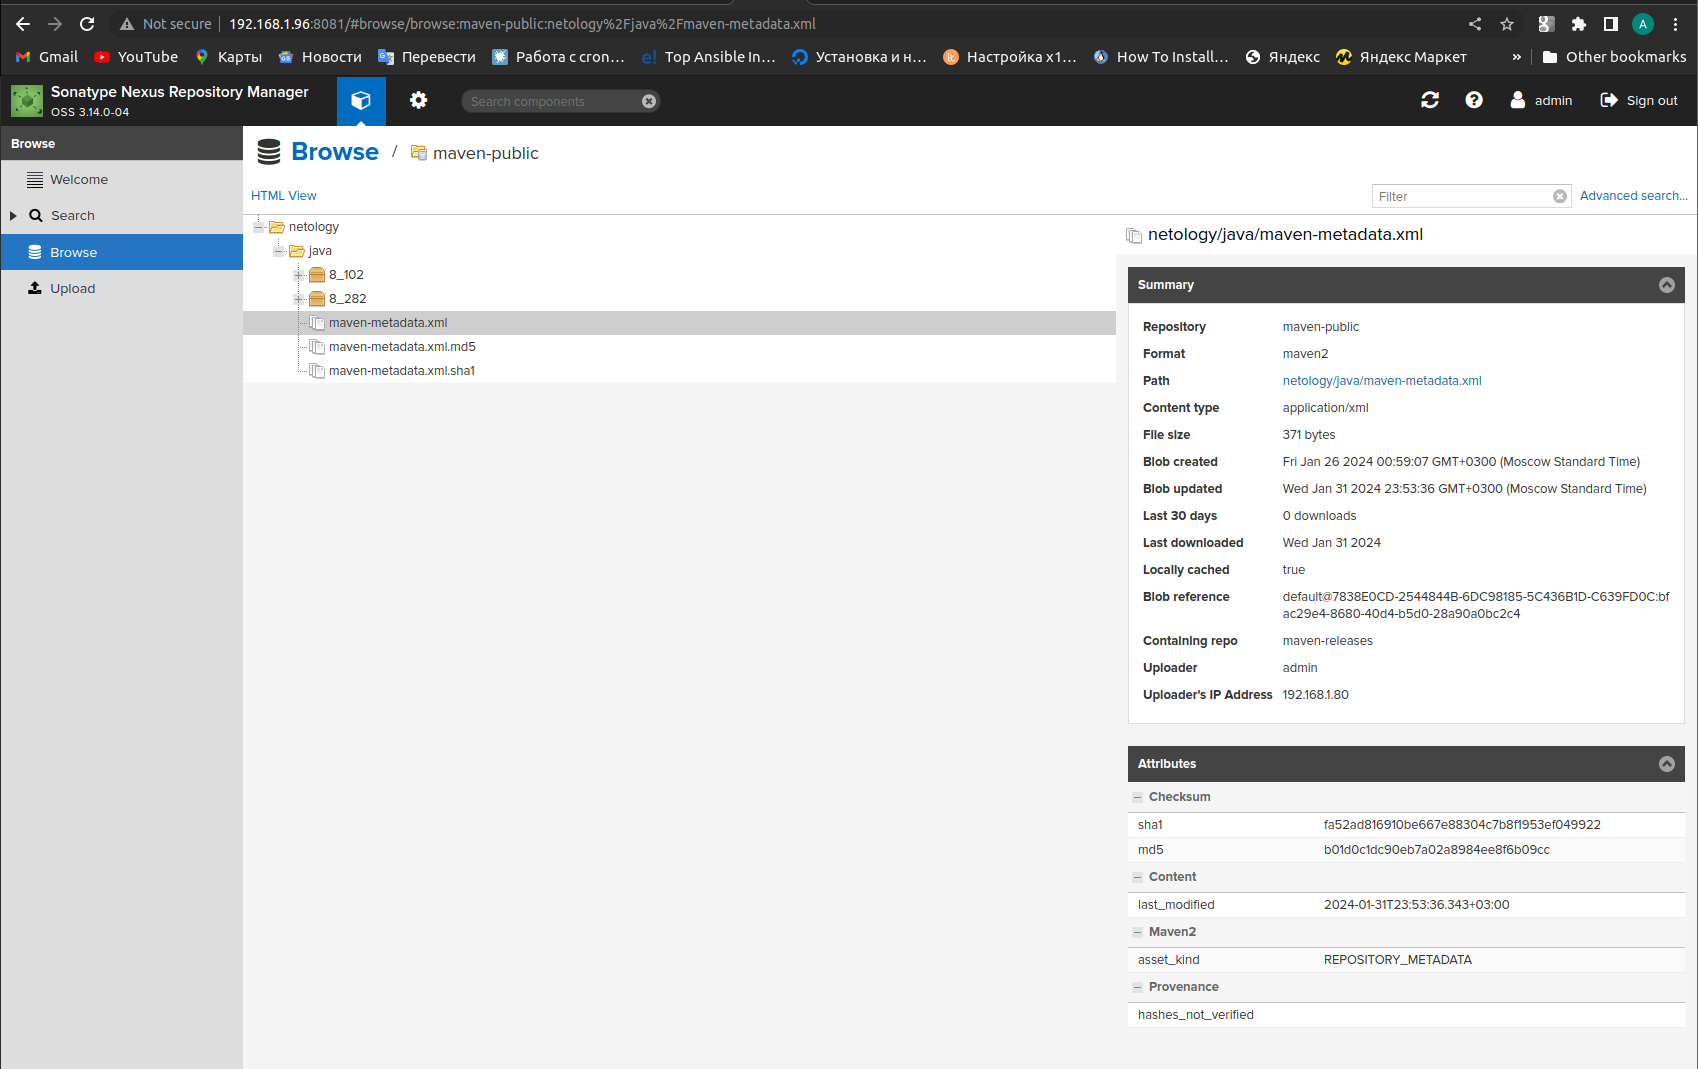 Not secure 192.168.1.96:8081/#browse/browse:maven-public:netology%2Fjava%2Fmaven-metadata.xml A
Gmail YouTube Карты Новости Перевести Работа с cron... Top Ansible In... Установка и н... Настройка x1... How To Install... Яндекс Яндекс Маркет » Other bookmarks
Sonatype Nexus Repository Manager
OSS 3.14.0-04
Search components
admin Sign out
Browse
Welcome
Search
Browse
Upload
Browse / maven-public
HTML View
Filter
Advanced search...
netology
java
8_102
8_282
maven-metadata.xml
maven-metadata.xml.md5
maven-metadata.xml.sha1
netology/java/maven-metadata.xml
Summary
Repository maven-public
Format maven2
Path netology/java/maven-metadata.xml
Content type application/xml
File size 371 bytes
Blob created Fri Jan 26 2024 00:59:07 GMT+0300 (Moscow Standard Time)
Blob updated Wed Jan 31 2024 23:53:36 GMT+0300 (Moscow Standard Time)
Last 30 days 0 downloads
Last downloaded Wed Jan 31 2024
Locally cached true
Blob reference default@7838E0CD-2544844B-6DC98185-5C436B1D-C639FD0C:bf
ac29e4-8680-40d4-b5d0-28a90a0bc2c4
Containing repo maven-releases
Uploader admin
Uploader's IP Address 192.168.1.80
Attributes
Checksum
sha1 fa52ad816910be667e88304c7b8f1953ef049922
md5 b01d0c1dc90eb7a02a8984ee8f6b09cc
Content
last_modified 2024-01-31T23:53:36.343+03:00
Maven2
asset_kind REPOSITORY_METADATA
Provenance
hashes_not_verified